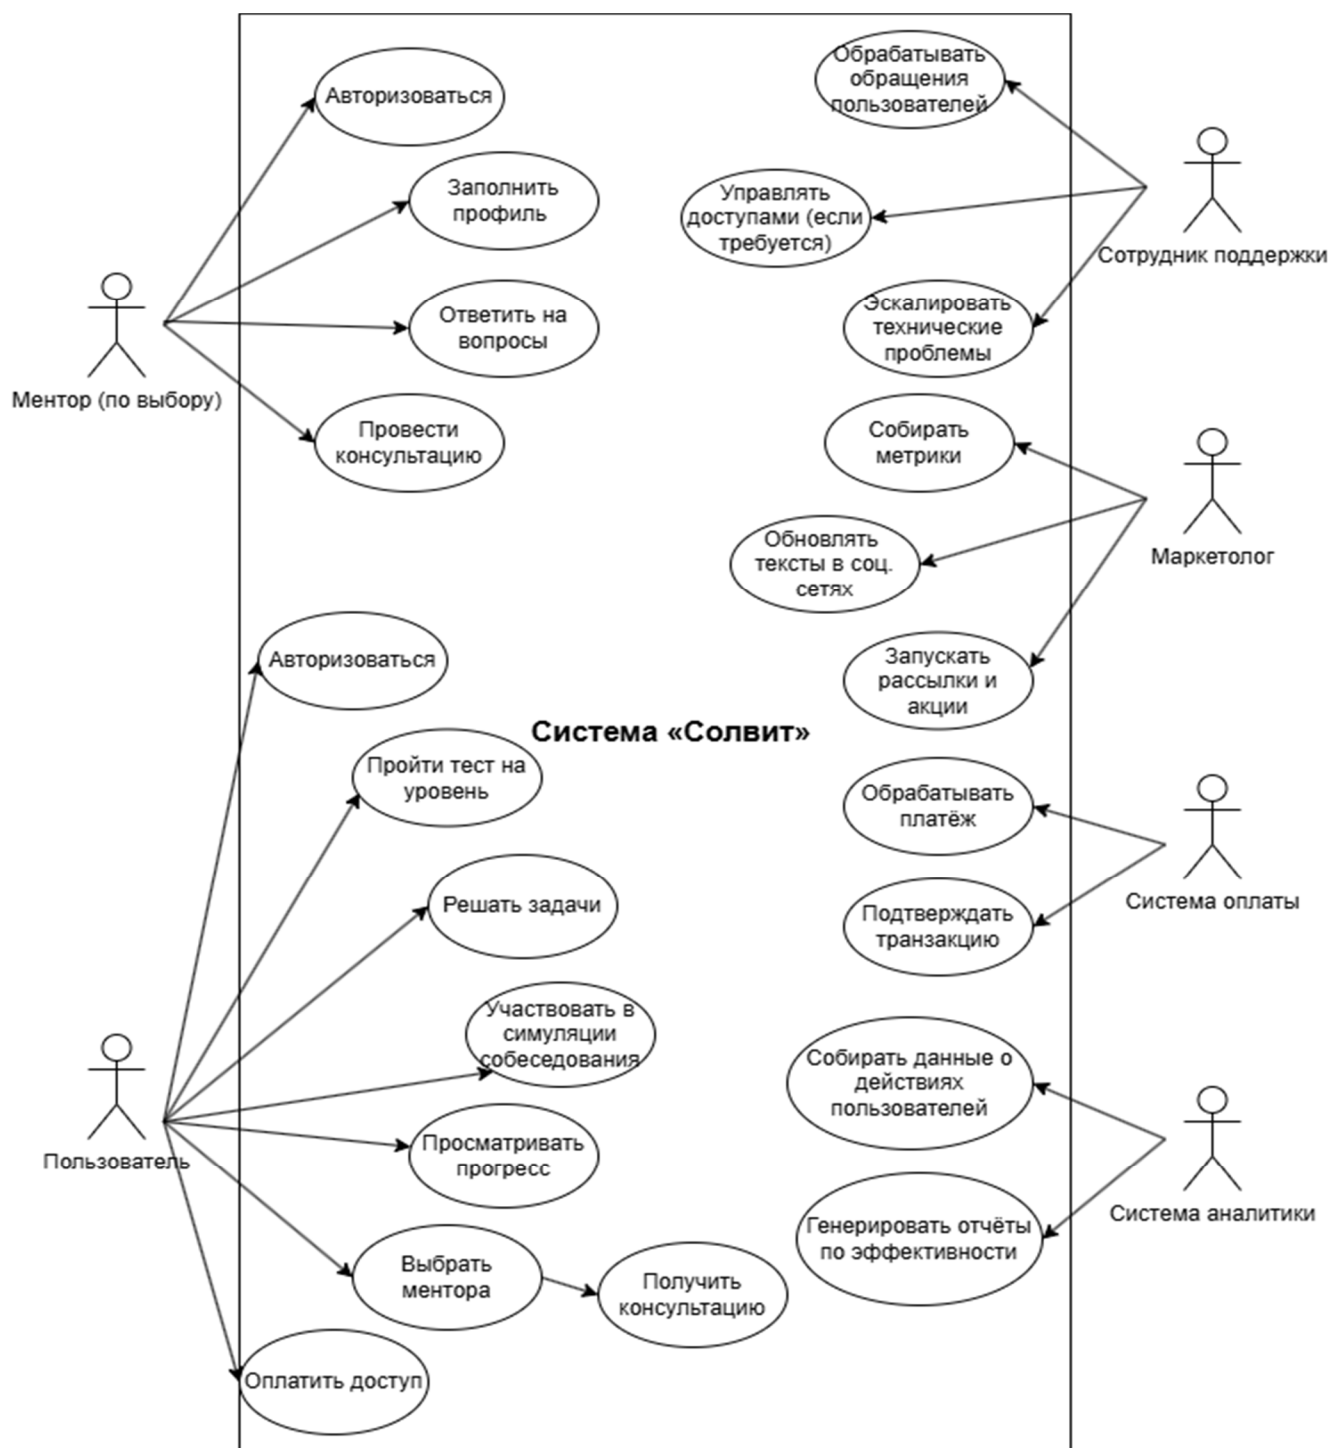 Авторизоваться
Заполнить
профиль
Ответить на
вопросы
Ментор (по выбору)
Провести
консультацию
Обрабатывать
обращения
пользователей
Управлять
доступами (если
требуется)
Сотрудник поддержки
Эскалировать
технические
проблемы
Собирать
метрики
Обновлять
тексты в соц.
сетях
Маркетолог
Запускать
рассылки и
акции
Система «Солвит»
Авторизоваться
Пройти тест на
уровень
Решать задачи
Участвовать в
симуляции
собеседования
Просматривать
прогресс
Пользователь
Выбрать
ментора
Получить
консультацию
Оплатить доступ
Обрабатывать
платёж
Подтверждать
транзакцию
Система оплаты
Собирать данные о
действиях
пользователей
Генерировать отчёты
по эффективности
Система аналитики